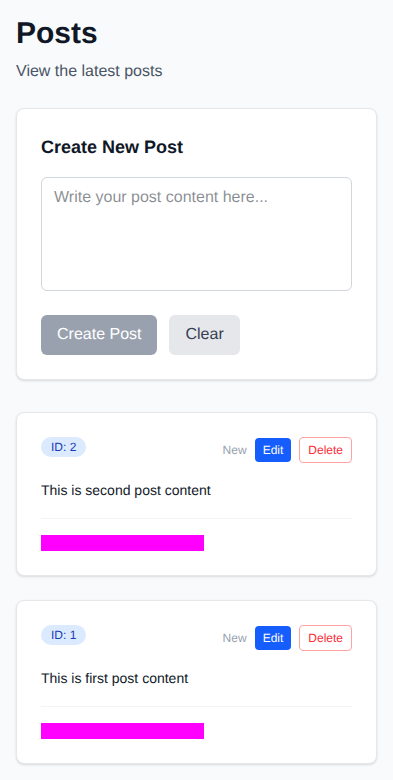 Posts
View the latest posts
Create New Post
Write your post content here...
Create Post Clear
ID: 2 New Edit Delete
This is second post content
ID: 1 New Edit Delete
This is first post content